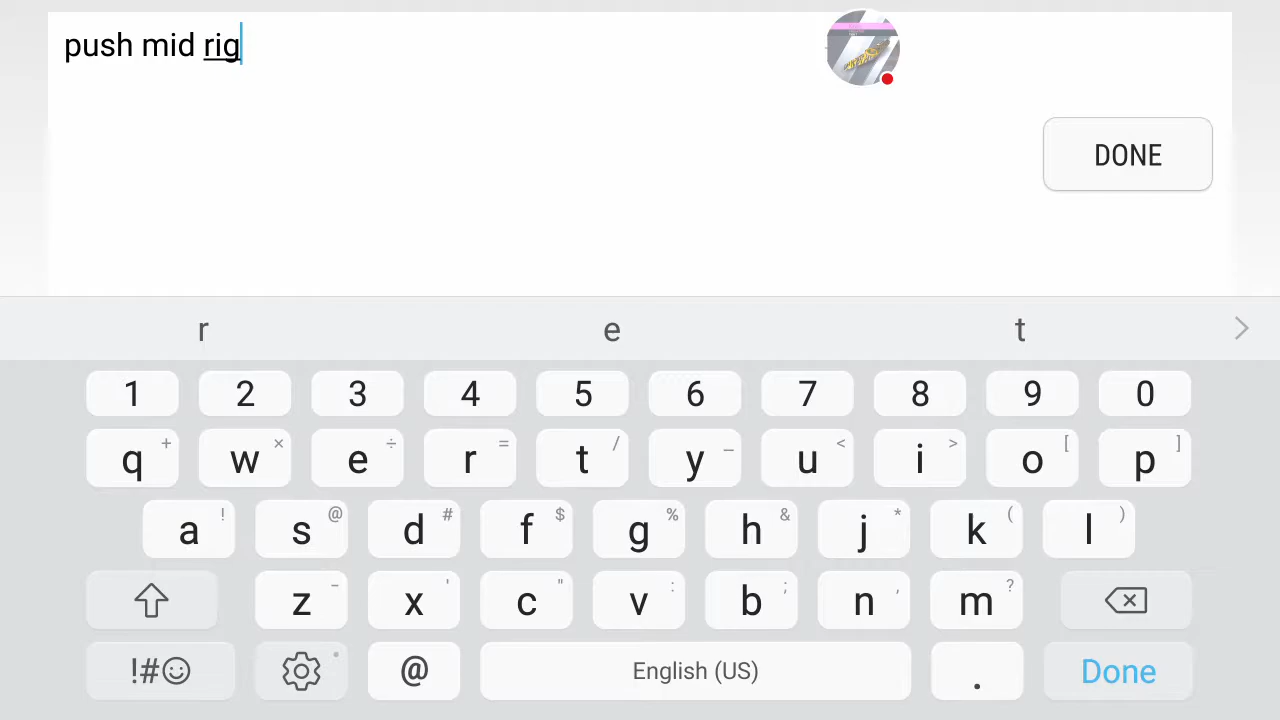 push mid rig
DONE
r e t
1 2 3 4 5 6 7 8 9 0
q + w × e ÷ r = t / y _ u < i > o [ p ]
a ! s @ d # f $ g % h & j * k ( l )
z - x ' c " v : b ; n , m ?
!#☺ @ English (US) . Done